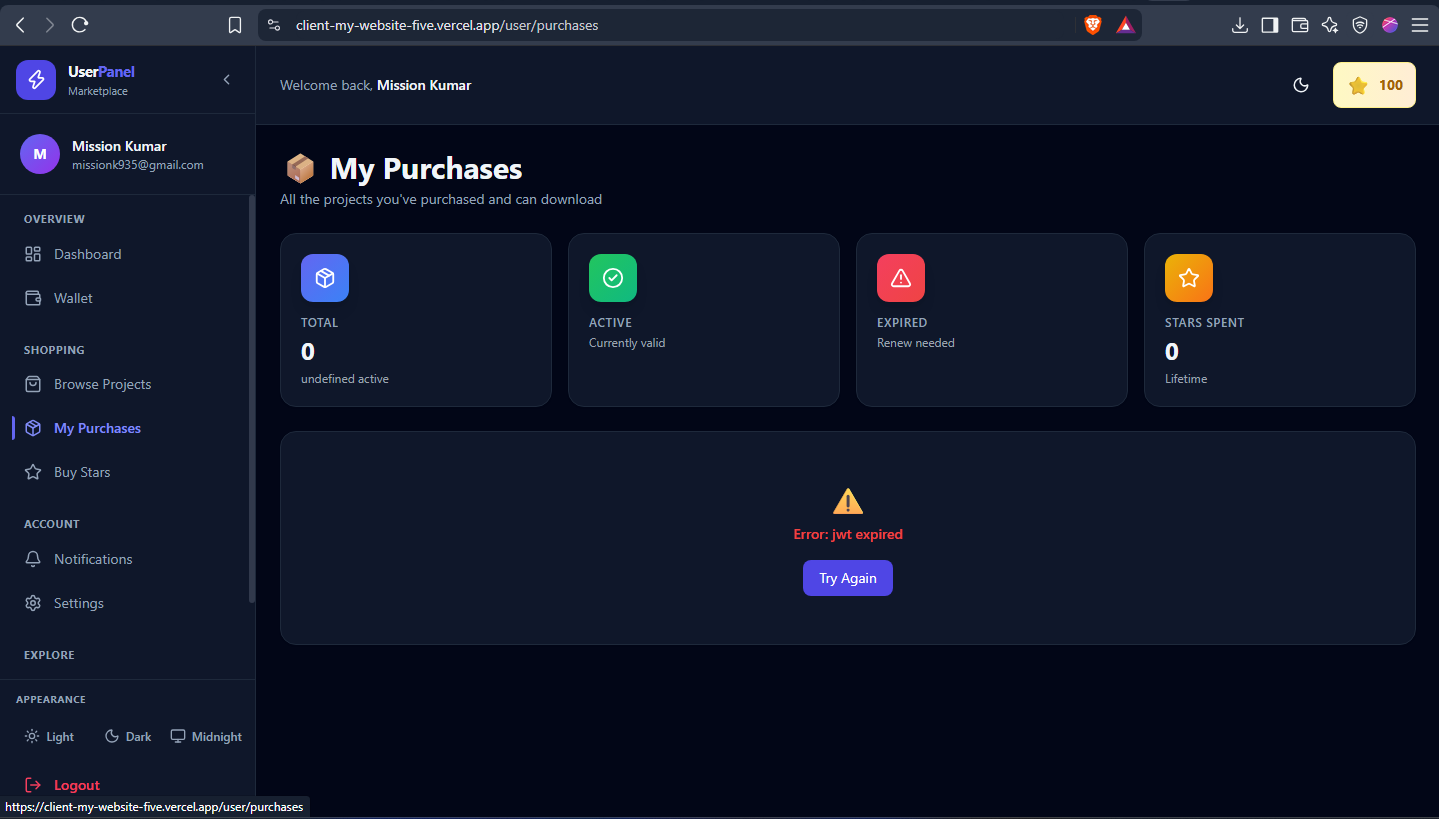 client-my-website-five.vercel.app/user/purchases
UserPanel
Marketplace
Welcome back, Mission Kumar
100
M
Mission Kumar
missionk935@gmail.com
OVERVIEW
Dashboard
Wallet
SHOPPING
Browse Projects
My Purchases
Buy Stars
ACCOUNT
Notifications
Settings
EXPLORE
APPEARANCE
Light
Dark
Midnight
Logout
My Purchases
All the projects you've purchased and can download
TOTAL
0
undefined active
ACTIVE
Currently valid
EXPIRED
Renew needed
STARS SPENT
0
Lifetime
Error: jwt expired
Try Again
https://client-my-website-five.vercel.app/user/purchases